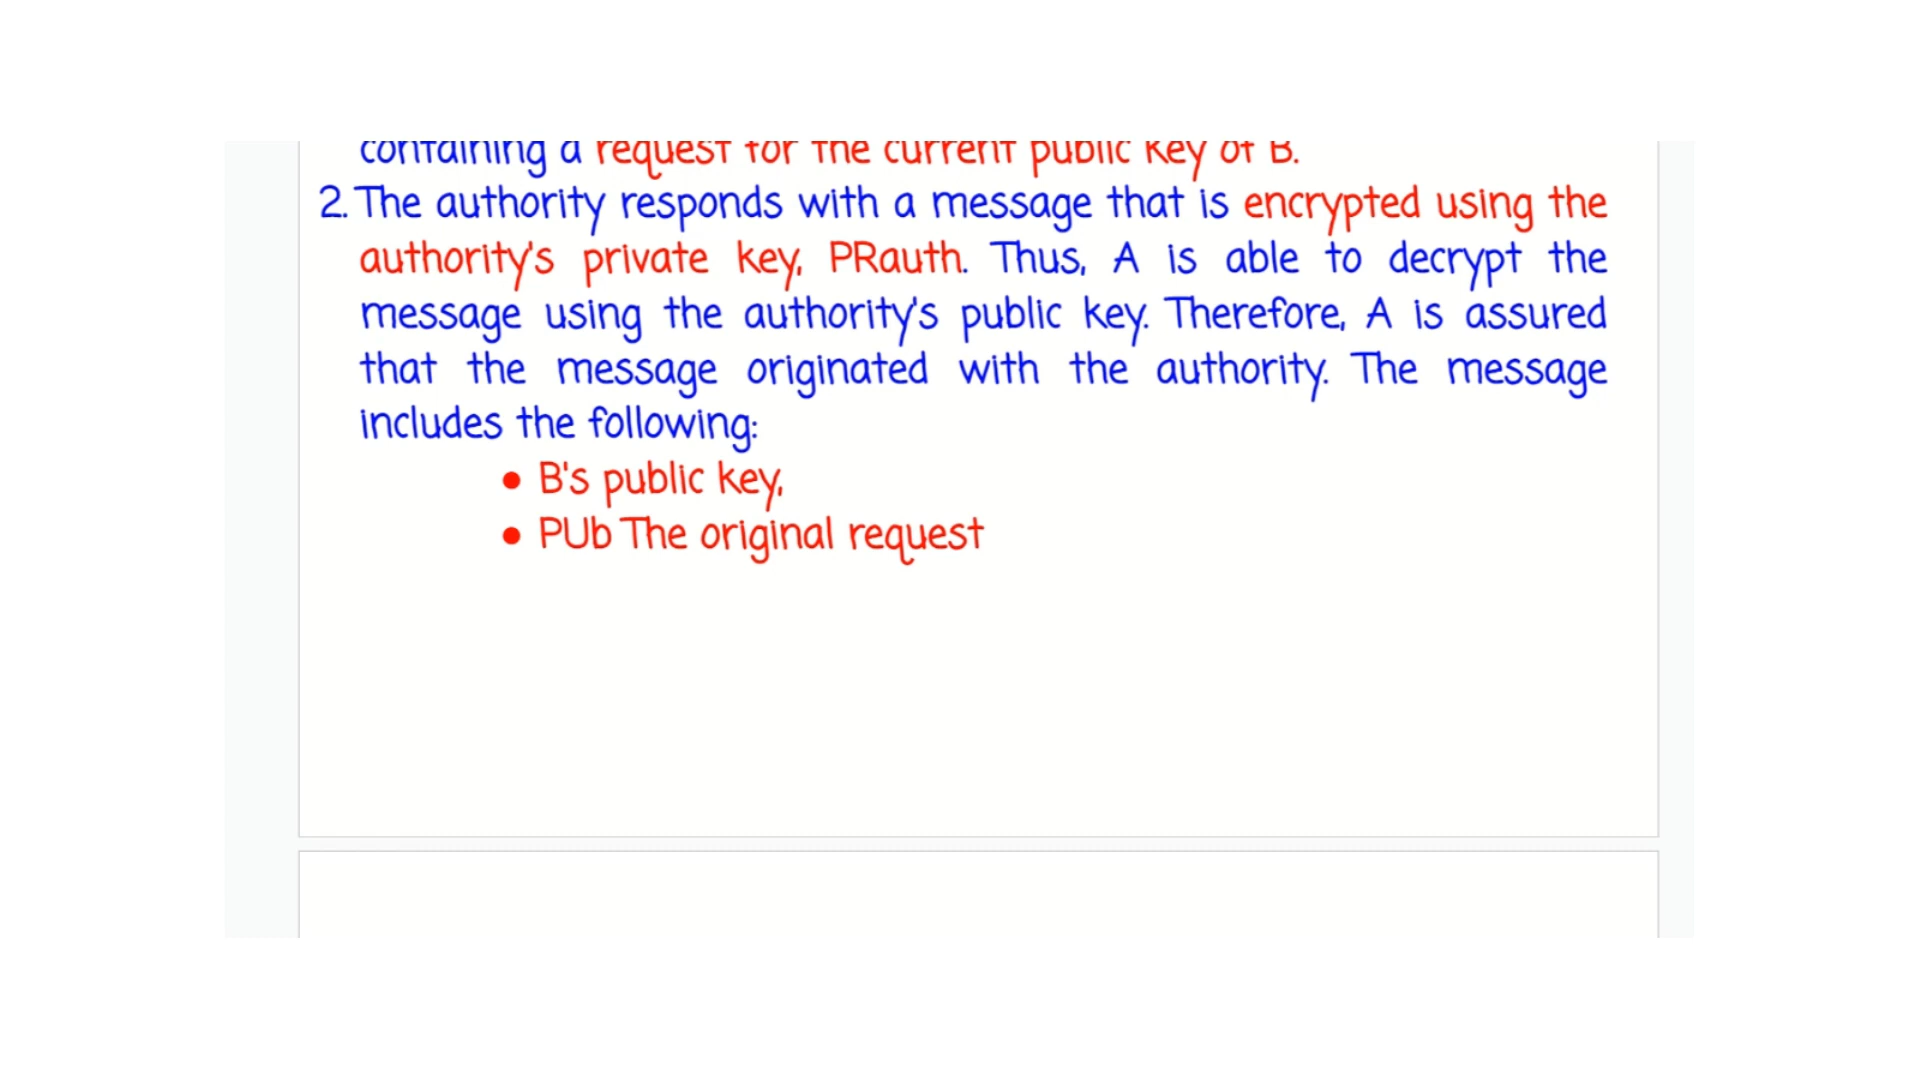 containing a request for the current public key of B.
2. The authority responds with a message that is encrypted using the
authority's private key, PRauth. Thus, A is able to decrypt the
message using the authority's public key. Therefore, A is assured
that the message originated with the authority. The message
includes the following:
• B's public key,
• PUb The original request